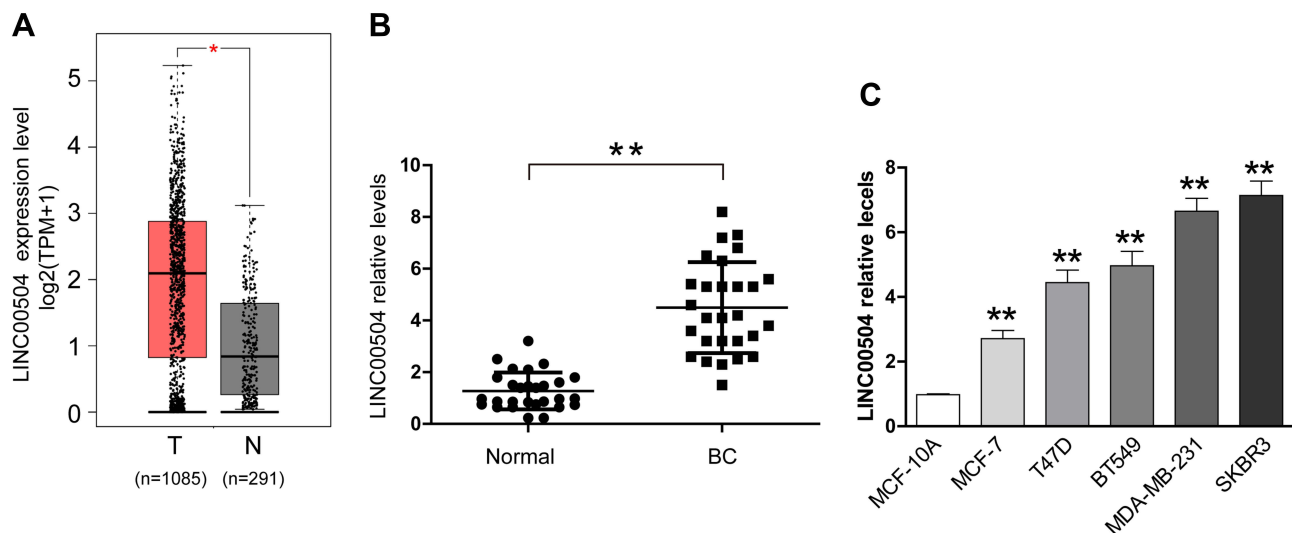 A
LINC00504 expression level
log2(TPM+1)
5
4
3
2
1
0
*
T
N
(n=1085)
(n=291)
B
LINC00504 relative levels
10
8
6
4
2
0
**
Normal
BC
C
LINC00504 relative lecels
8
6
4
2
0
**
**
**
**
**
MCF-10A
MCF-7
T47D
BT549
MDA-MB-231
SKBR3